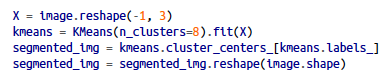 X = image.reshape(-1, 3)
kmeans = KMeans(n_clusters=8).fit(X)
segmented_img = kmeans.cluster_centers_[kmeans.labels_]
segmented_img = segmented_img.reshape(image.shape)